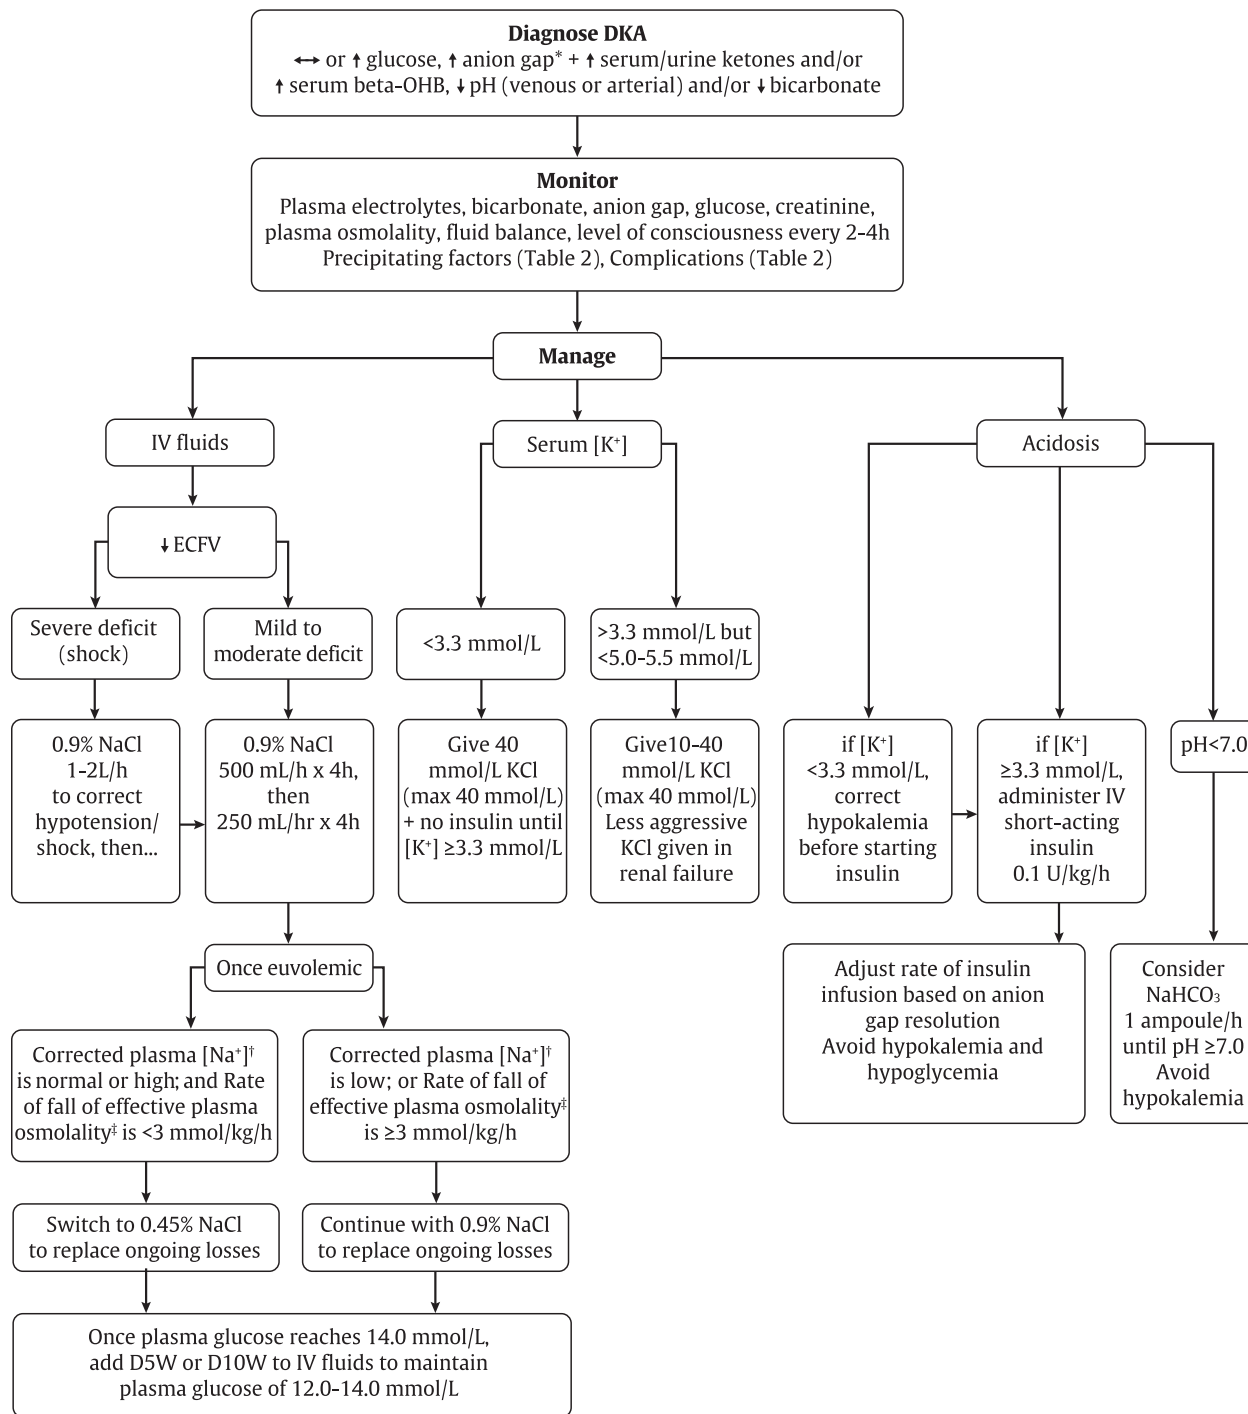 Diagnose DKA
↔ or ↑ glucose, ↑ anion gap* + ↑ serum/urine ketones and/or
↑ serum beta-OHB, ↓ pH (venous or arterial) and/or ↓ bicarbonate
Monitor
Plasma electrolytes, bicarbonate, anion gap, glucose, creatinine,
plasma osmolality, fluid balance, level of consciousness every 2-4h
Precipitating factors (Table 2), Complications (Table 2)
Manage
IV fluids
Serum [K⁺]
Acidosis
↓ ECFV
Severe deficit
(shock)
Mild to
moderate deficit
<3.3 mmol/L
>3.3 mmol/L but
<5.0-5.5 mmol/L
0.9% NaCl
1-2L/h
to correct
hypotension/
shock, then...
0.9% NaCl
500 mL/h x 4h,
then
250 mL/hr x 4h
Give 40
mmol/L KCl
(max 40 mmol/L)
+ no insulin until
[K⁺] ≥3.3 mmol/L
Give10-40
mmol/L KCl
(max 40 mmol/L)
Less aggressive
KCl given in
renal failure
if [K⁺]
<3.3 mmol/L,
correct
hypokalemia
before starting
insulin
if [K⁺]
≥3.3 mmol/L,
administer IV
short-acting
insulin
0.1 U/kg/h
pH<7.0
Once euvolemic
Adjust rate of insulin
infusion based on anion
gap resolution
Avoid hypokalemia and
hypoglycemia
Consider
NaHCO₃
1 ampoule/h
until pH ≥7.0
Avoid
hypokalemia
Corrected plasma [Na⁺]†
is normal or high; and Rate
of fall of effective plasma
osmolality‡ is <3 mmol/kg/h
Corrected plasma [Na⁺]†
is low; or Rate of fall of
effective plasma osmolality‡
is ≥3 mmol/kg/h
Switch to 0.45% NaCl
to replace ongoing losses
Continue with 0.9% NaCl
to replace ongoing losses
Once plasma glucose reaches 14.0 mmol/L,
add D5W or D10W to IV fluids to maintain
plasma glucose of 12.0-14.0 mmol/L